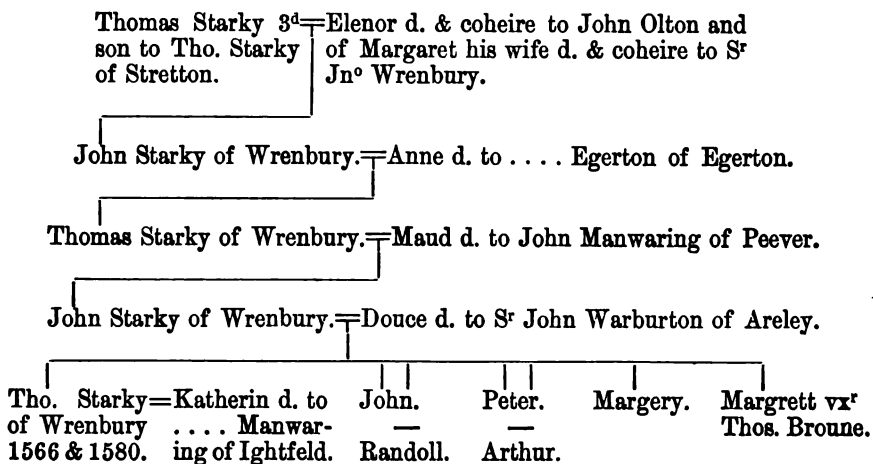 Thomas Starky 3ᵈ=Elenor d. & coheire to John Olton and
son to Tho. Starky of Margaret his wife d. & coheire to Sʳ
of Stretton. Jnº Wrenbury.
John Starky of Wrenbury.=Anne d. to . . . . Egerton of Egerton.
Thomas Starky of Wrenbury.=Maud d. to John Manwaring of Peever.
John Starky of Wrenbury.=Douce d. to Sʳ John Warburton of Areley.
Tho. Starky=Katherin d. to John. Peter. Margery. Margrett vxʳ
of Wrenbury . . . . Manwar- — — Thos. Broune.
1566 & 1580. ing of Ightfeld. Randoll. Arthur.